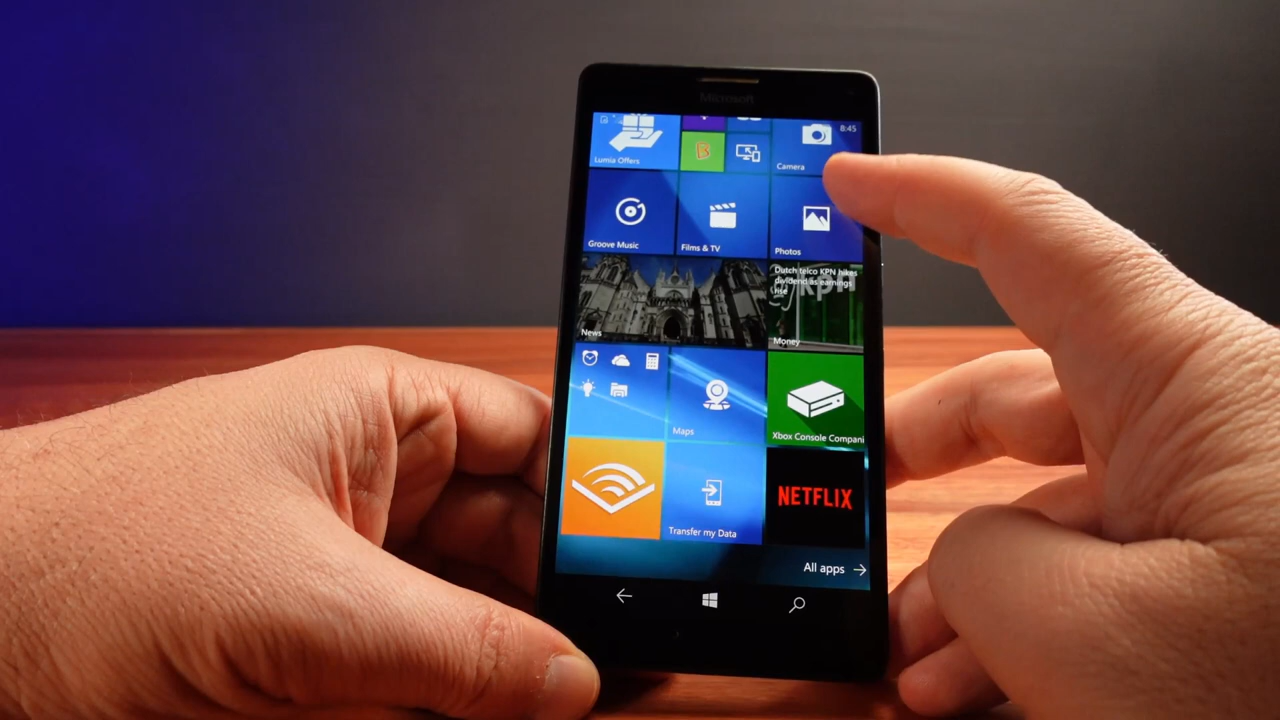 Microsoft
8:45
Lumia Offers
Camera
Groove Music
Films & TV
Photos
Dutch telco KPN hikes
dividend as earnings
rise
kpn
News
Money
Maps
Xbox Console Compani
Transfer my Data
NETFLIX
All apps